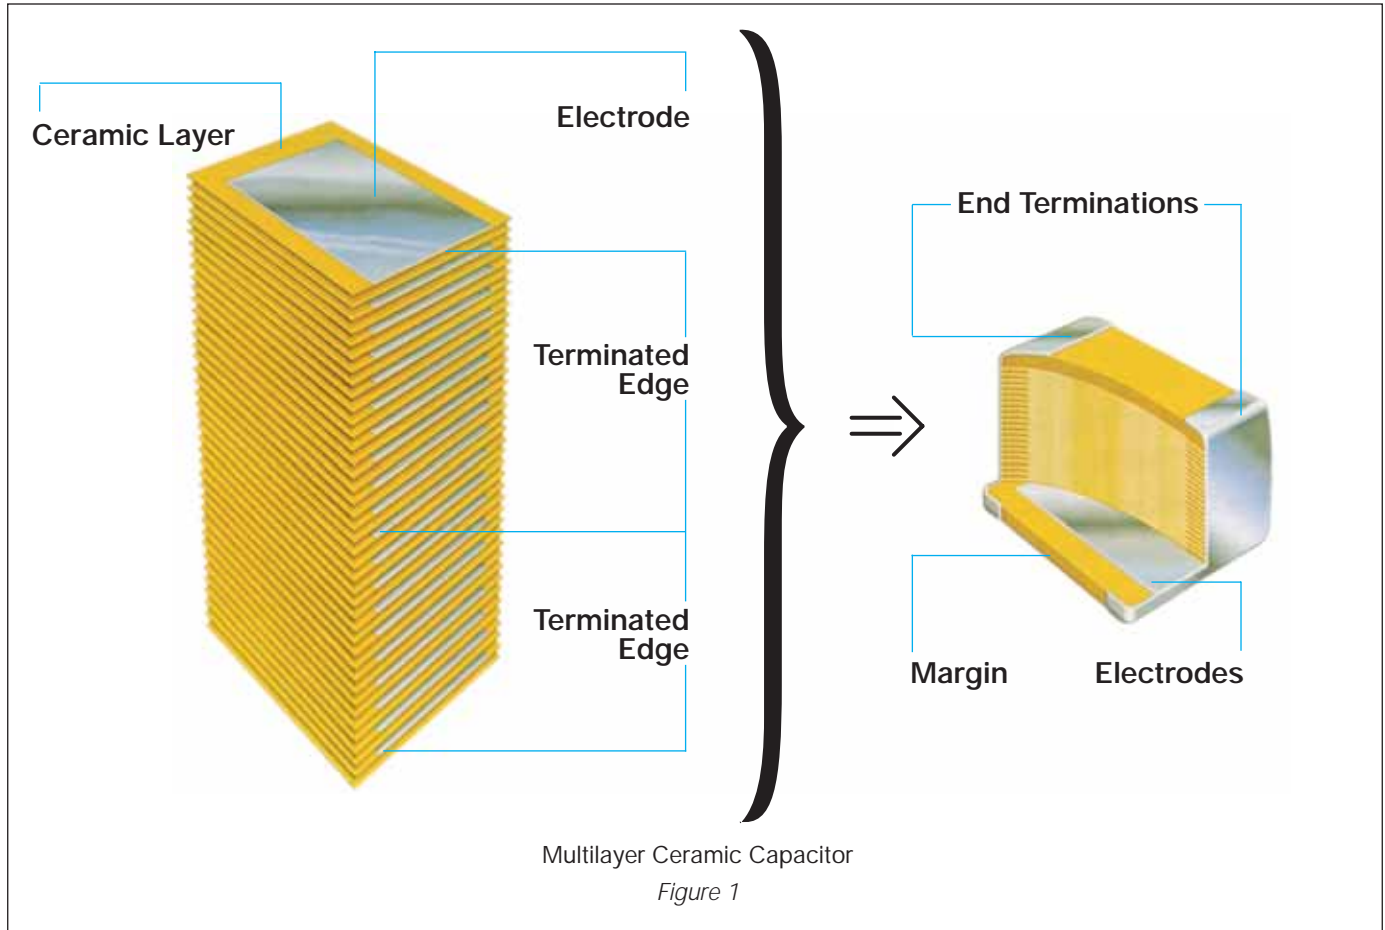 Ceramic Layer
Electrode
Terminated
Edge
Terminated
Edge
End Terminations
Margin
Electrodes
Multilayer Ceramic Capacitor
Figure 1